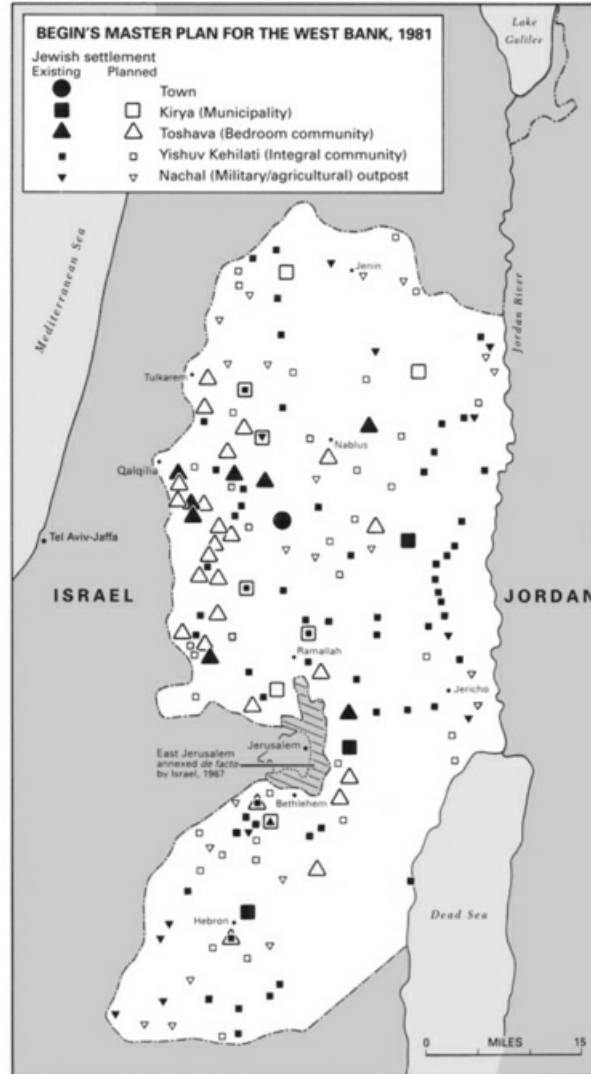 BEGIN'S MASTER PLAN FOR THE WEST BANK, 1981
Jewish settlement
Existing Planned
Town
Kirya (Municipality)
Toshava (Bedroom community)
Yishuv Kehilati (Integral community)
Nachal (Military/agricultural) outpost
Lake
Galilee
Mediterranean Sea
Jordan River
Jenin
Tulkarem
Nablus
Qalqilia
Tel Aviv-Jaffa
ISRAEL
JORDAN
Ramallah
Jericho
Jerusalem
East Jerusalem
annexed de facto
by Israel, 1967
Bethlehem
Hebron
Dead Sea
0 MILES 15